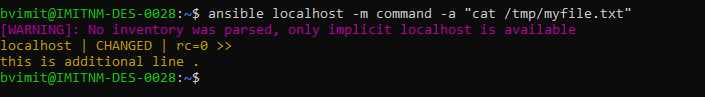 bvimit@IMITNM-DES-0028:~$ ansible localhost -m command -a "cat /tmp/myfile.txt"
[WARNING]: No inventory was parsed, only implicit localhost is available
localhost | CHANGED | rc=0 >>
this is additional line .
bvimit@IMITNM-DES-0028:~$